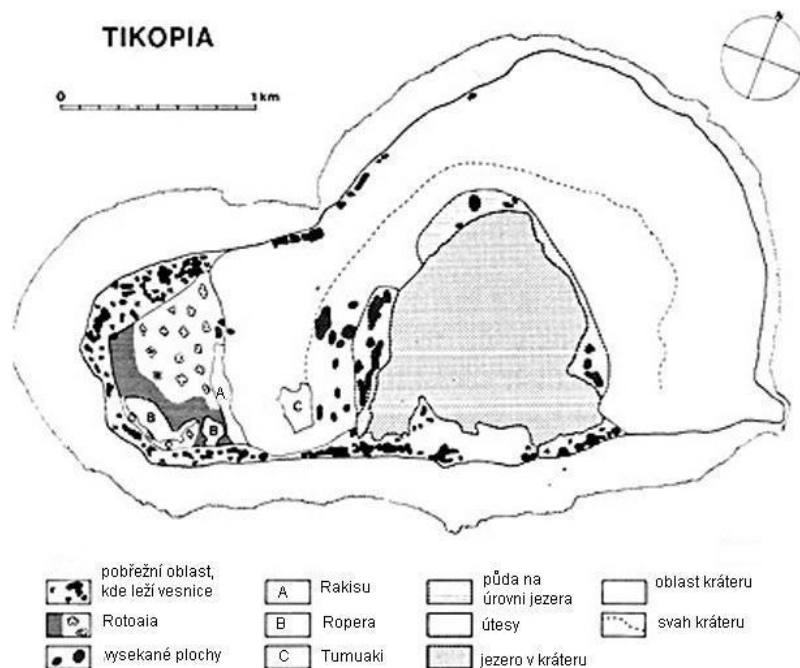 TIKOPIA
0 1 km
A
B
B
C
pobřežní oblast,
kde leží vesnice
Rotoaia
vysekané plochy
A Rakisu
B Ropera
C Tumuaki
půda na
úrovni jezera
útesy
jezero v kráteru
oblast kráteru
svah kráteru